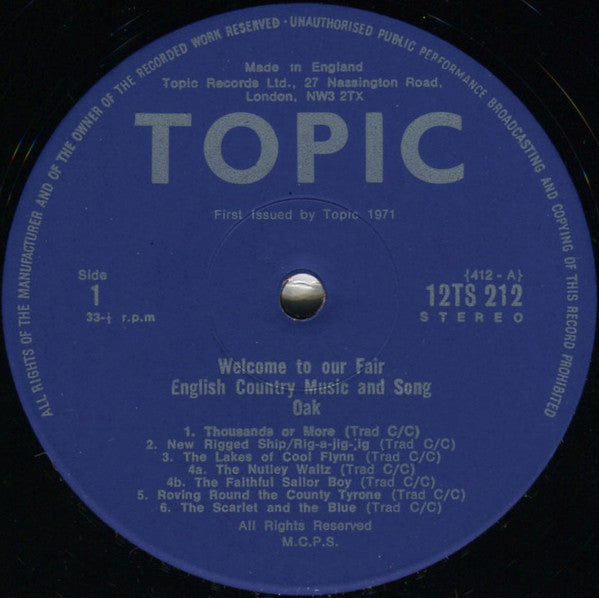 ALL RIGHTS OF THE MANUFACTURER AND OF THE OWNER OF THE RECORDED WORK RESERVED · UNAUTHORISED PUBLIC PERFORMANCE BROADCASTING AND COPYING OF THIS RECORD PROHIBITED
Made in England
Topic Records Ltd., 27 Nassington Road,
London, NW3 2TX
TOPIC
First Issued by Topic 1971
Side
1
33-⅓ r.p.m
(412 - A)
12TS 212
STEREO
Welcome to our Fair
English Country Music and Song
Oak
1. Thousands or More (Trad C/C)
2. New Rigged Ship/Rig-a-jig-jig (Trad C/C)
3. The Lakes of Cool Flynn (Trad C/C)
4a. The Nutley Waltz (Trad C/C)
4b. The Faithful Sailor Boy (Trad C/C)
5. Roving Round the County Tyrone (Trad C/C)
6. The Scarlet and the Blue (Trad C/C)
All Rights Reserved
M.C.P.S.